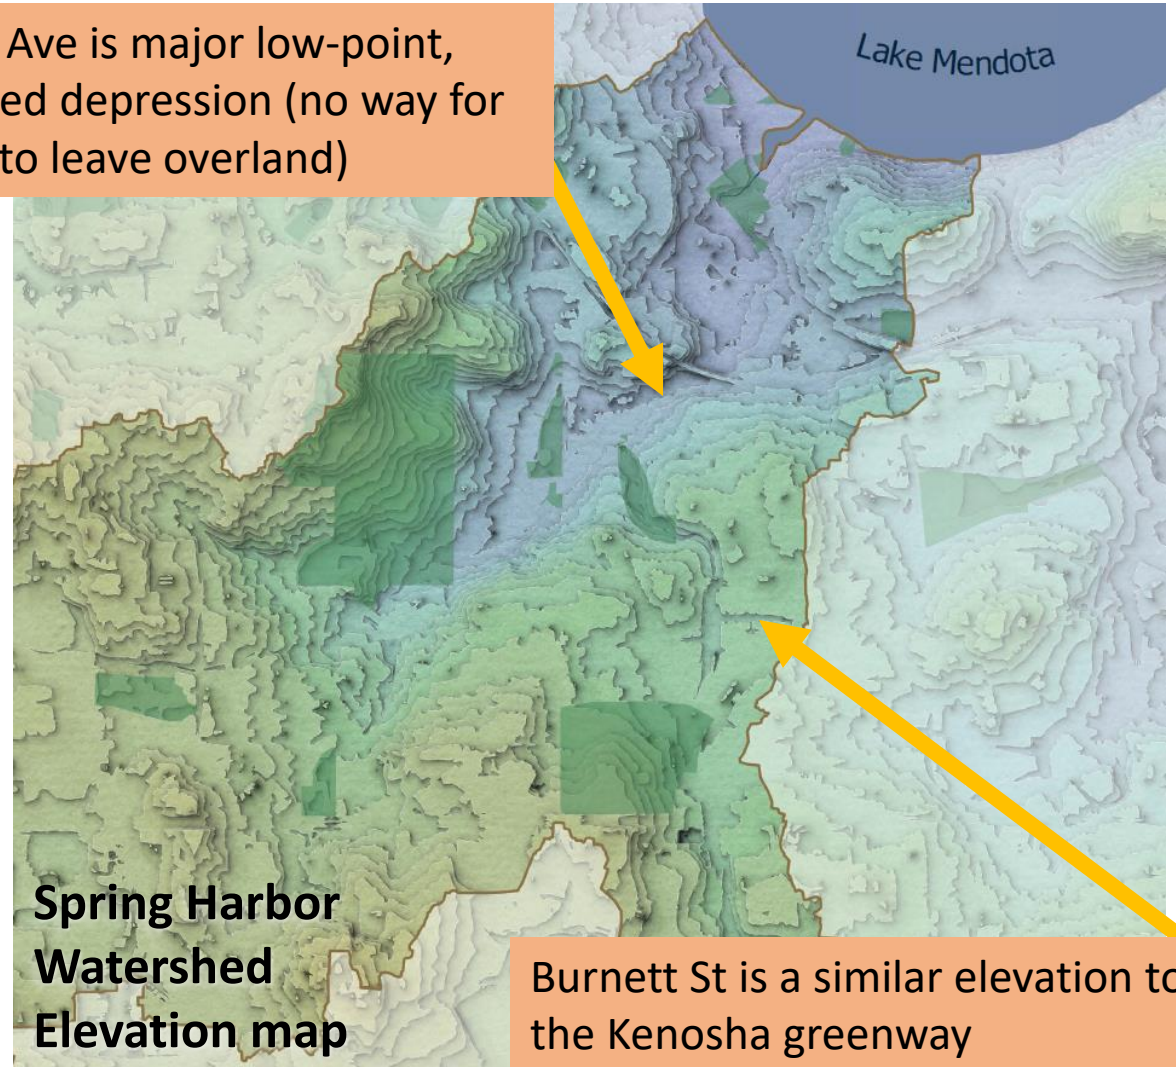 Ave is major low-point,
ed depression (no way for
to leave overland)
Lake Mendota
Spring Harbor
Watershed
Elevation map
Burnett St is a similar elevation to
the Kenosha greenway